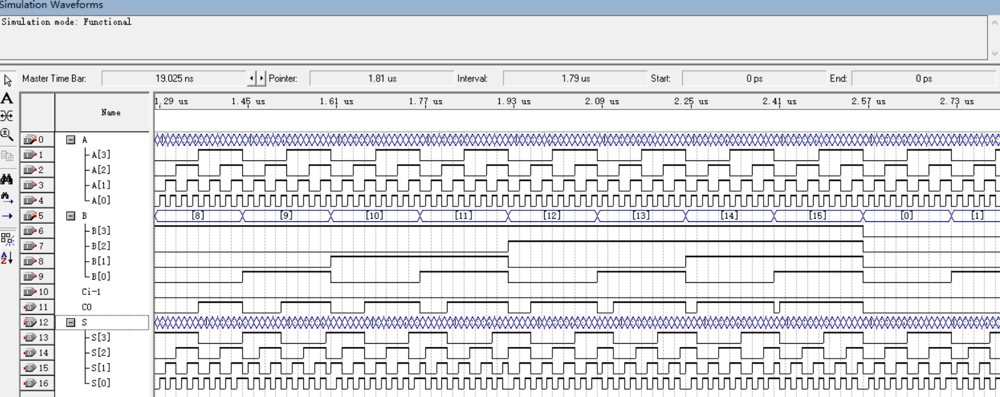 Simulation Waveforms
Simulation mode: Functional
Master Time Bar: 19.025 ns Pointer: 1.81 us Interval: 1.79 us Start: 0 ps End: 0 ps
Name
1.29 us 1.45 us 1.61 us 1.77 us 1.93 us 2.09 us 2.25 us 2.41 us 2.57 us 2.73 us
0 A
1 A[3]
2 A[2]
3 A[1]
4 A[0]
5 B [8] [9] [10] [11] [12] [13] [14] [15] [0] [1]
6 B[3]
7 B[2]
8 B[1]
9 B[0]
10 Ci-1
11 CO
12 S
13 S[3]
14 S[2]
15 S[1]
16 S[0]